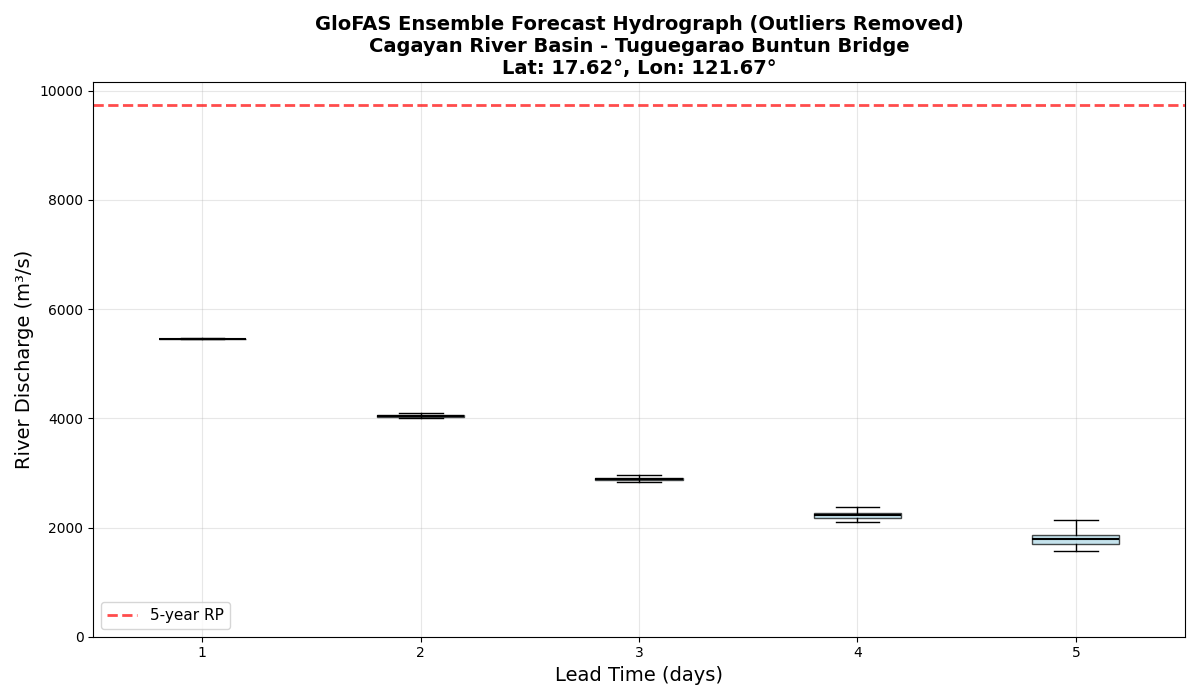 GloFAS Ensemble Forecast Hydrograph (Outliers Removed)
Cagayan River Basin - Tuguegarao Buntun Bridge
Lat: 17.62°, Lon: 121.67°
River Discharge (m³/s)
10000
8000
6000
4000
2000
0
5-year RP
1
2
3
4
5
Lead Time (days)